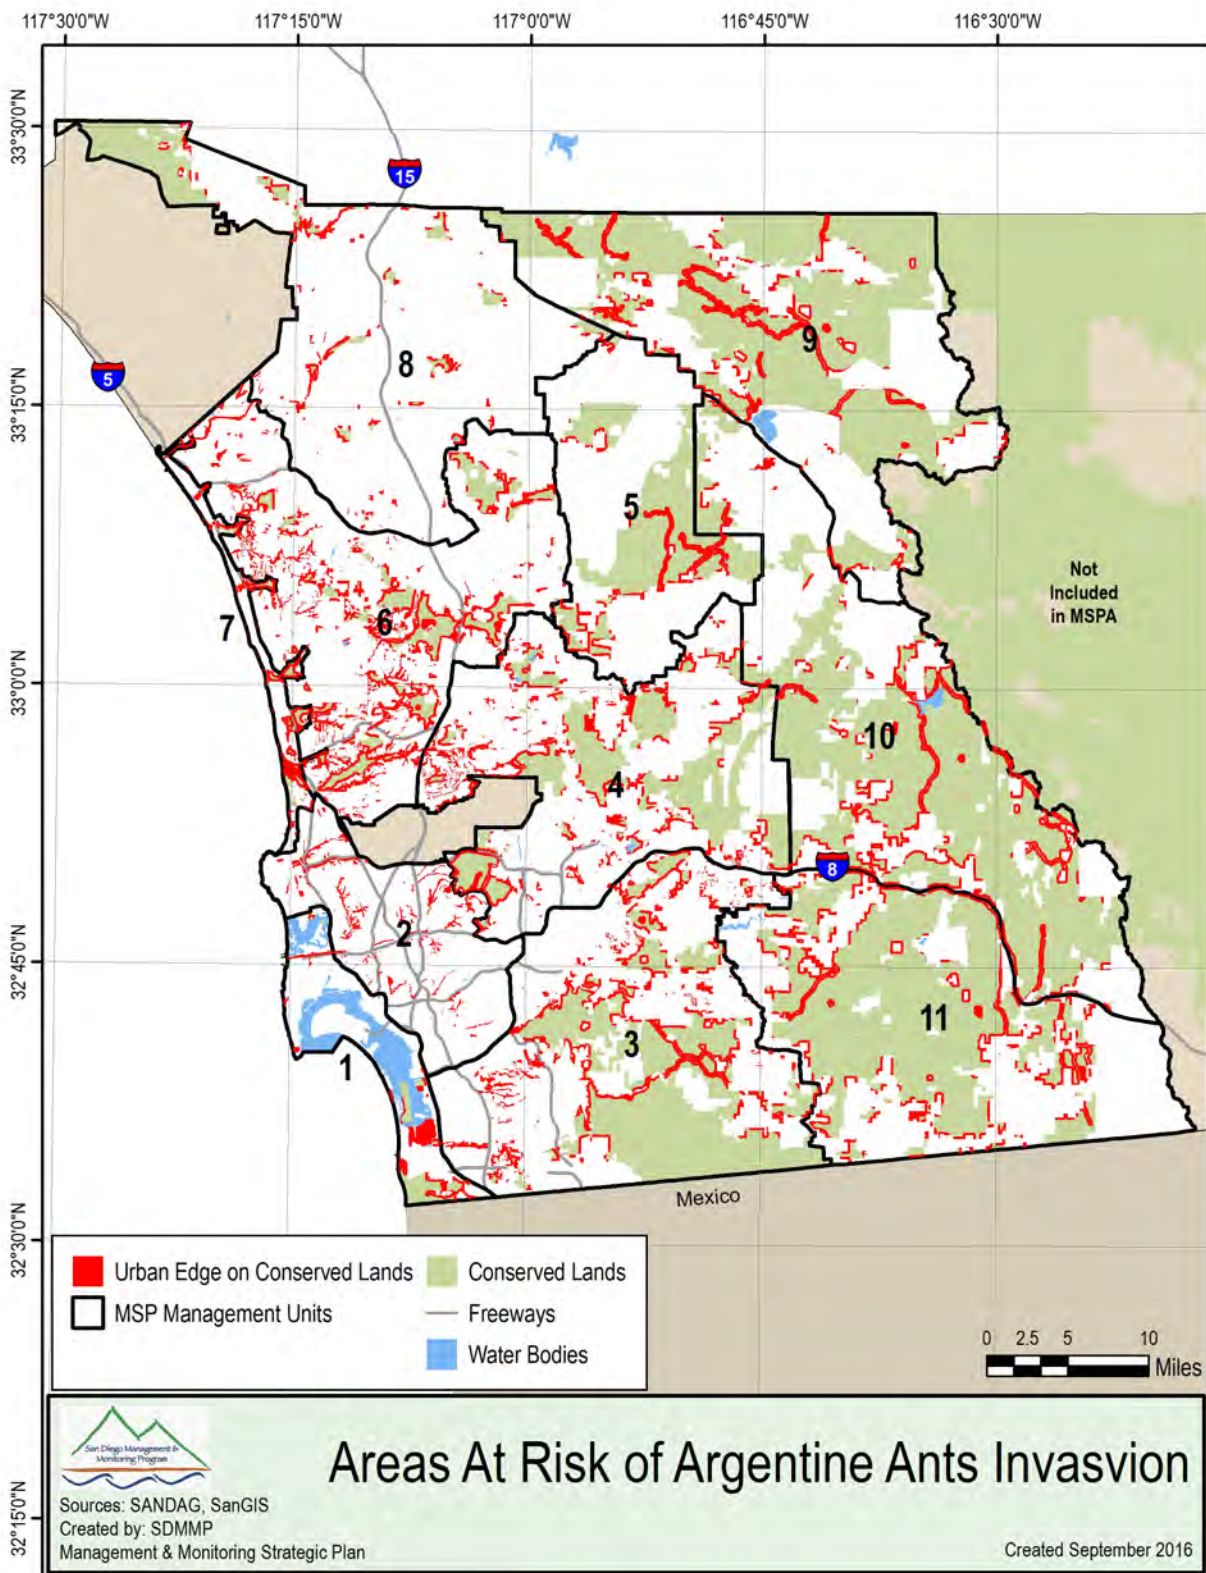 117°30'0"W 117°15'0"W 117°0'0"W 116°45'0"W 116°30'0"W
33°30'0"N
15
9
8
5
33°15'0"N
5
Not
Included
in MSPA
6
7
33°0'0"N
10
4
8
2
32°45'0"N
11
3
1
Mexico
32°30'0"N
Urban Edge on Conserved Lands
Conserved Lands
MSP Management Units
Freeways
Water Bodies
0 2.5 5 10
Miles
San Diego Management &
Monitoring Program
Areas At Risk of Argentine Ants Invasvion
32°15'0"N
Sources: SANDAG, SanGIS
Created by: SDMMP
Management & Monitoring Strategic Plan
Created September 2016